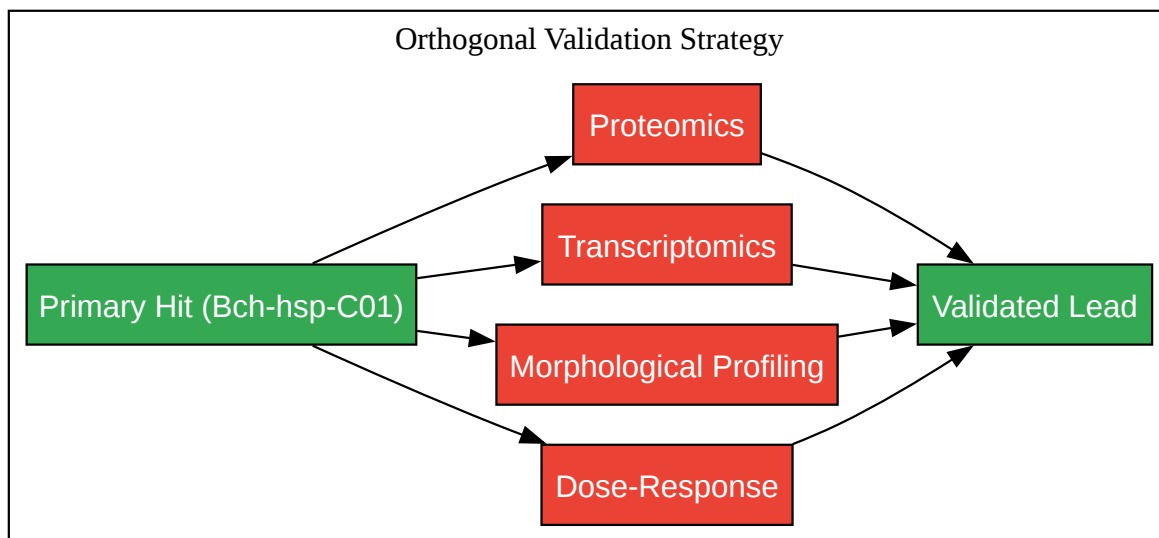 Orthogonal Validation Strategy
Proteomics
Transcriptomics
Primary Hit (Bch-hsp-C01)
Validated Lead
Morphological Profiling
Dose-Response